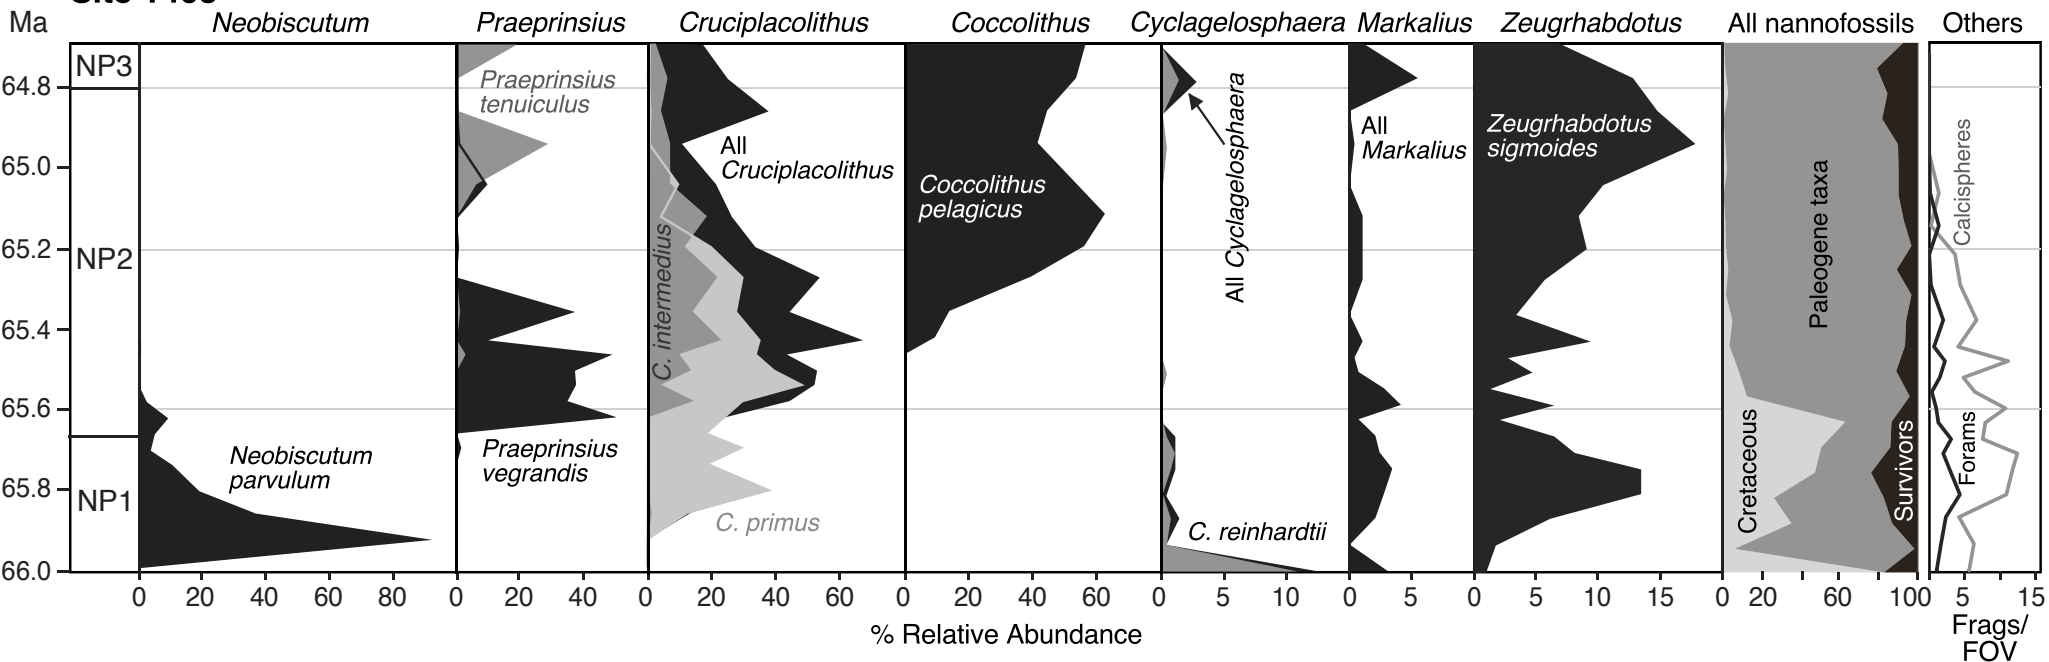 Ma
Neobiscutum
Praeprinsius
Cruciplacolithus
Coccolithus
Cyclagelosphaera
Markalius
Zeugrhabdotus
All nannofossils
Others
NP3
NP2
NP1
64.8
65.0
65.2
65.4
65.6
65.8
66.0
Neobiscutum
parvulum
Praeprinsius
tenuiculus
Praeprinsius
vegrandis
All
Cruciplacolithus
C. intermedius
C. primus
Coccolithus
pelagicus
All Cyclagelosphaera
C. reinhardtii
All
Markalius
Zeugrhabdotus
sigmoides
Cretaceous
Paleogene taxa
Survivors
Calcispheres
Forams
0 20 40 60 80 0 20 40 0 20 40 60 0 20 40 60 0 5 10 0 5 0 5 10 15 0 20 60 100 0 5 15
% Relative Abundance
Frags/
FOV